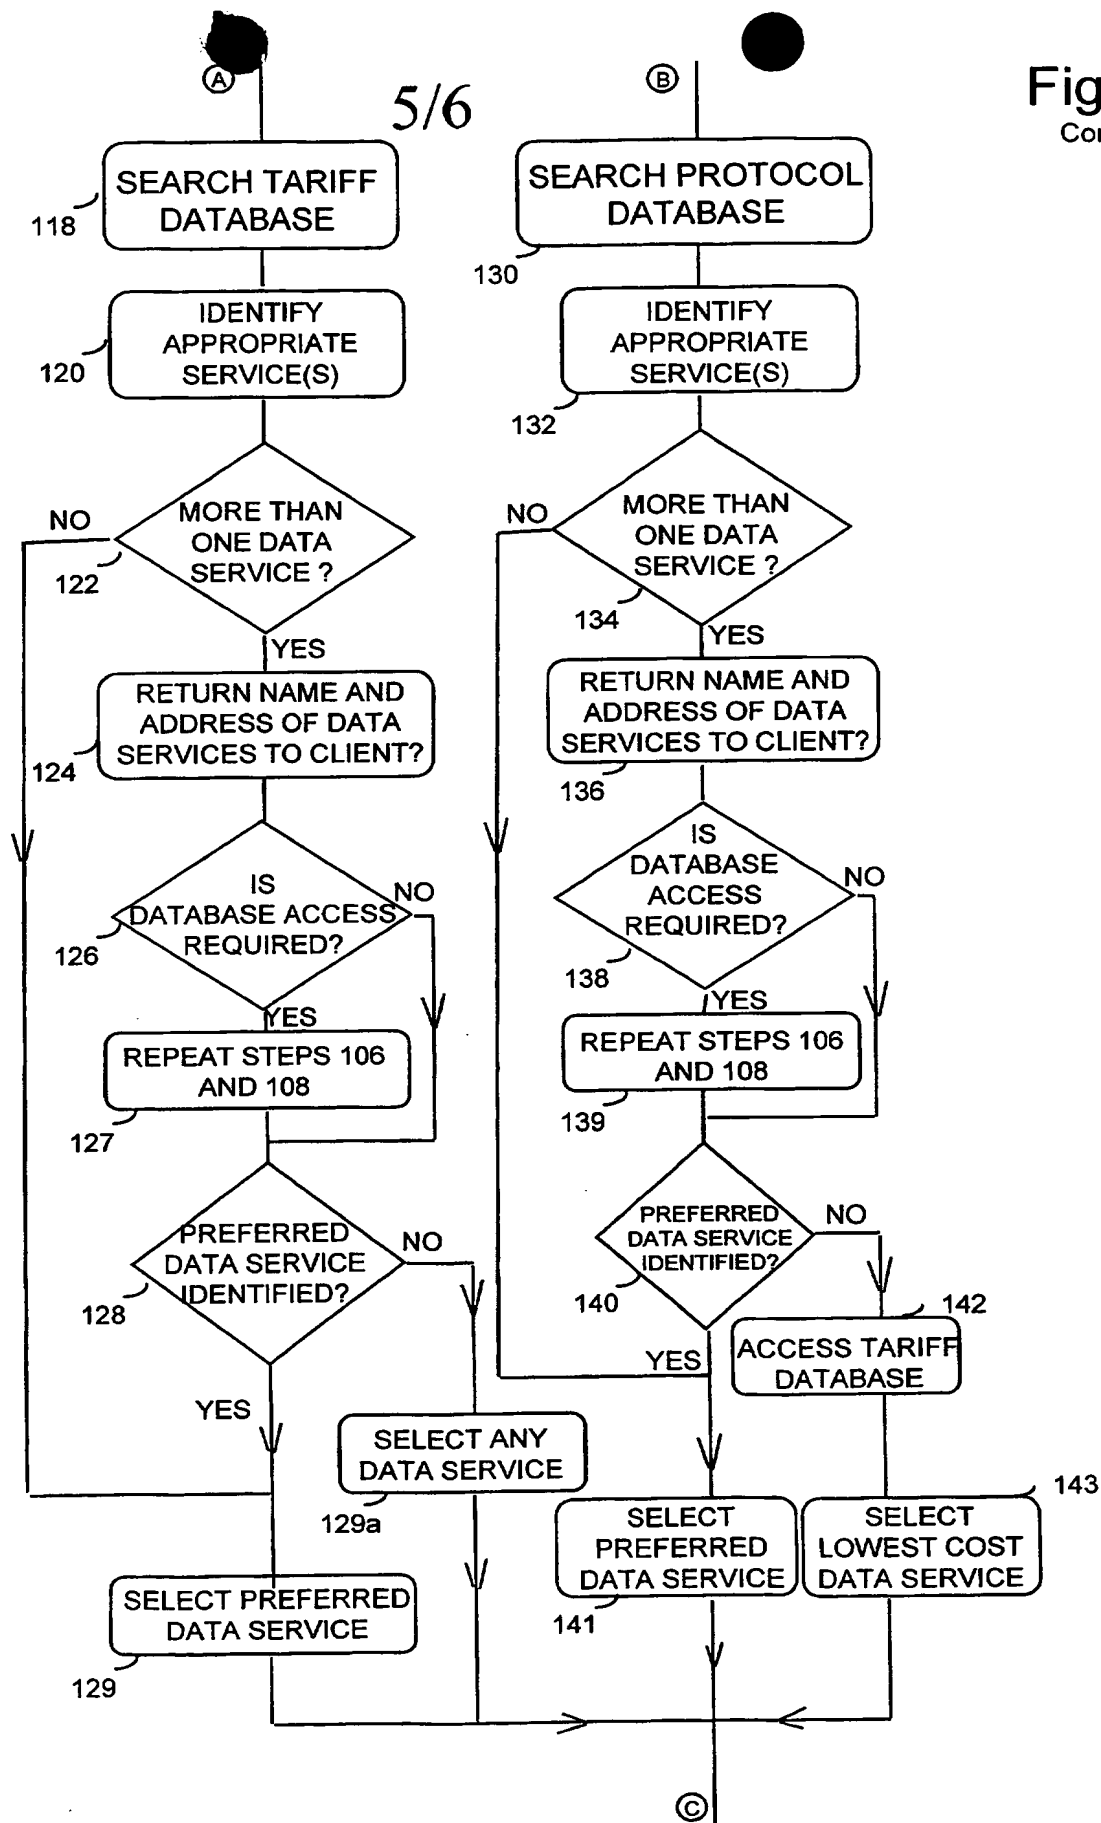 A
5/6
B
Fig
Con
SEARCH TARIFF
DATABASE
118
IDENTIFY
APPROPRIATE
SERVICE(S)
120
NO
MORE THAN
ONE DATA
SERVICE ?
122
YES
RETURN NAME AND
ADDRESS OF DATA
SERVICES TO CLIENT?
124
IS
DATABASE ACCESS
REQUIRED?
NO
126
YES
REPEAT STEPS 106
AND 108
127
PREFERRED
DATA SERVICE
IDENTIFIED?
NO
128
YES
SELECT ANY
DATA SERVICE
129a
SELECT PREFERRED
DATA SERVICE
129
SEARCH PROTOCOL
DATABASE
130
IDENTIFY
APPROPRIATE
SERVICE(S)
132
NO
MORE THAN
ONE DATA
SERVICE ?
134
YES
RETURN NAME AND
ADDRESS OF DATA
SERVICES TO CLIENT?
136
IS
DATABASE
ACCESS
REQUIRED?
NO
138
YES
REPEAT STEPS 106
AND 108
139
PREFERRED
DATA SERVICE
IDENTIFIED?
NO
140
142
YES
ACCESS TARIFF
DATABASE
143
SELECT
PREFERRED
DATA SERVICE
141
SELECT
LOWEST COST
DATA SERVICE
C